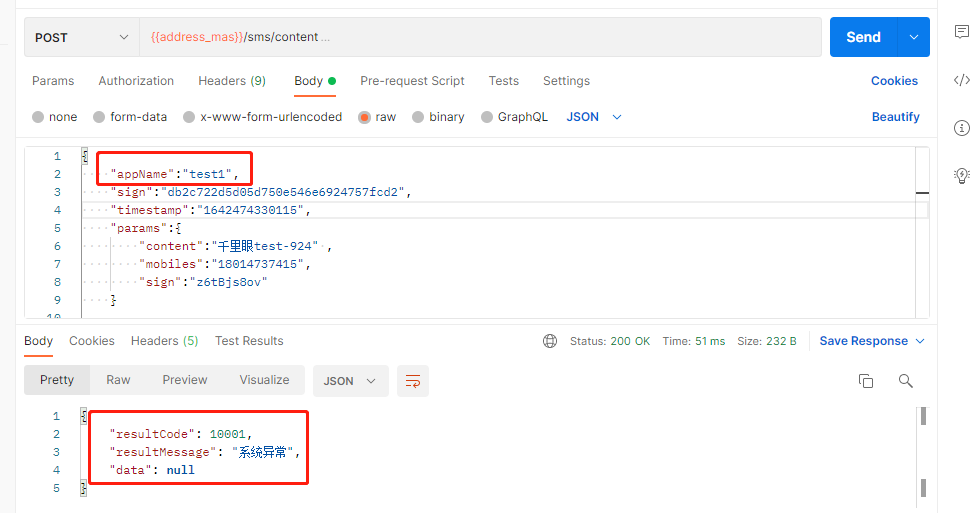 POST {{address_mas}}/sms/content ... Send
Params Authorization Headers (9) Body Pre-request Script Tests Settings Cookies
none form-data x-www-form-urlencoded raw binary GraphQL JSON Beautify
1 {
2 "appName":"test1",
3 "sign":"db2c722d5d05d750e546e6924757fcd2",
4 "timestamp":"1642474330115",
5 "params":{
6 "content":"千里眼test-924" ,
7 "mobiles":"18014737415",
8 "sign":"z6tBjs8ov"
9 }
10
Body Cookies Headers (5) Test Results Status: 200 OK Time: 51 ms Size: 232 B Save Response
Pretty Raw Preview Visualize JSON
1 {
2 "resultCode": 10001,
3 "resultMessage": "系统异常",
4 "data": null
5 }